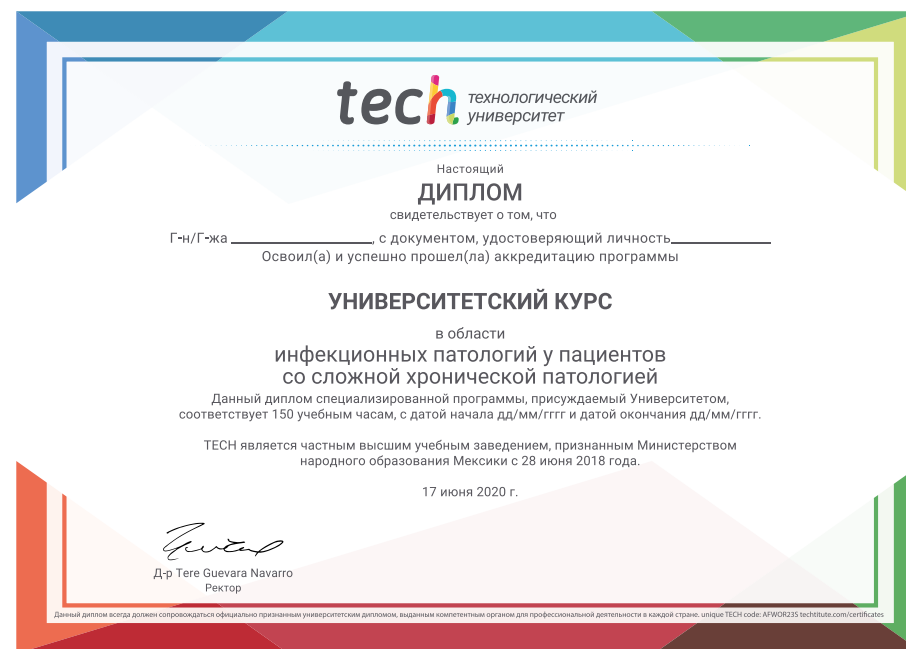 tech технологический
университет
Настоящий
ДИПЛОМ
свидетельствует о том, что
Г-н/Г-жа ____________________, с документом, удостоверяющий личность______________
Освоил(а) и успешно прошел(ла) аккредитацию программы
УНИВЕРСИТЕТСКИЙ КУРС
в области
инфекционных патологий у пациентов
со сложной хронической патологией
Данный диплом специализированной программы, присуждаемый Университетом,
соответствует 150 учебным часам, с датой начала дд/мм/гггг и датой окончания дд/мм/гггг.
TECH является частным высшим учебным заведением, признанным Министерством
народного образования Мексики с 28 июня 2018 года.
17 июня 2020 г.
Д-р Tere Guevara Navarro
Ректор
Данный диплом всегда должен сопровождаться официально признанным университетским дипломом, выданным компетентным органом для профессиональной деятельности в каждой стране. unique TECH code: AFWOR23S techtitute.com/certificates